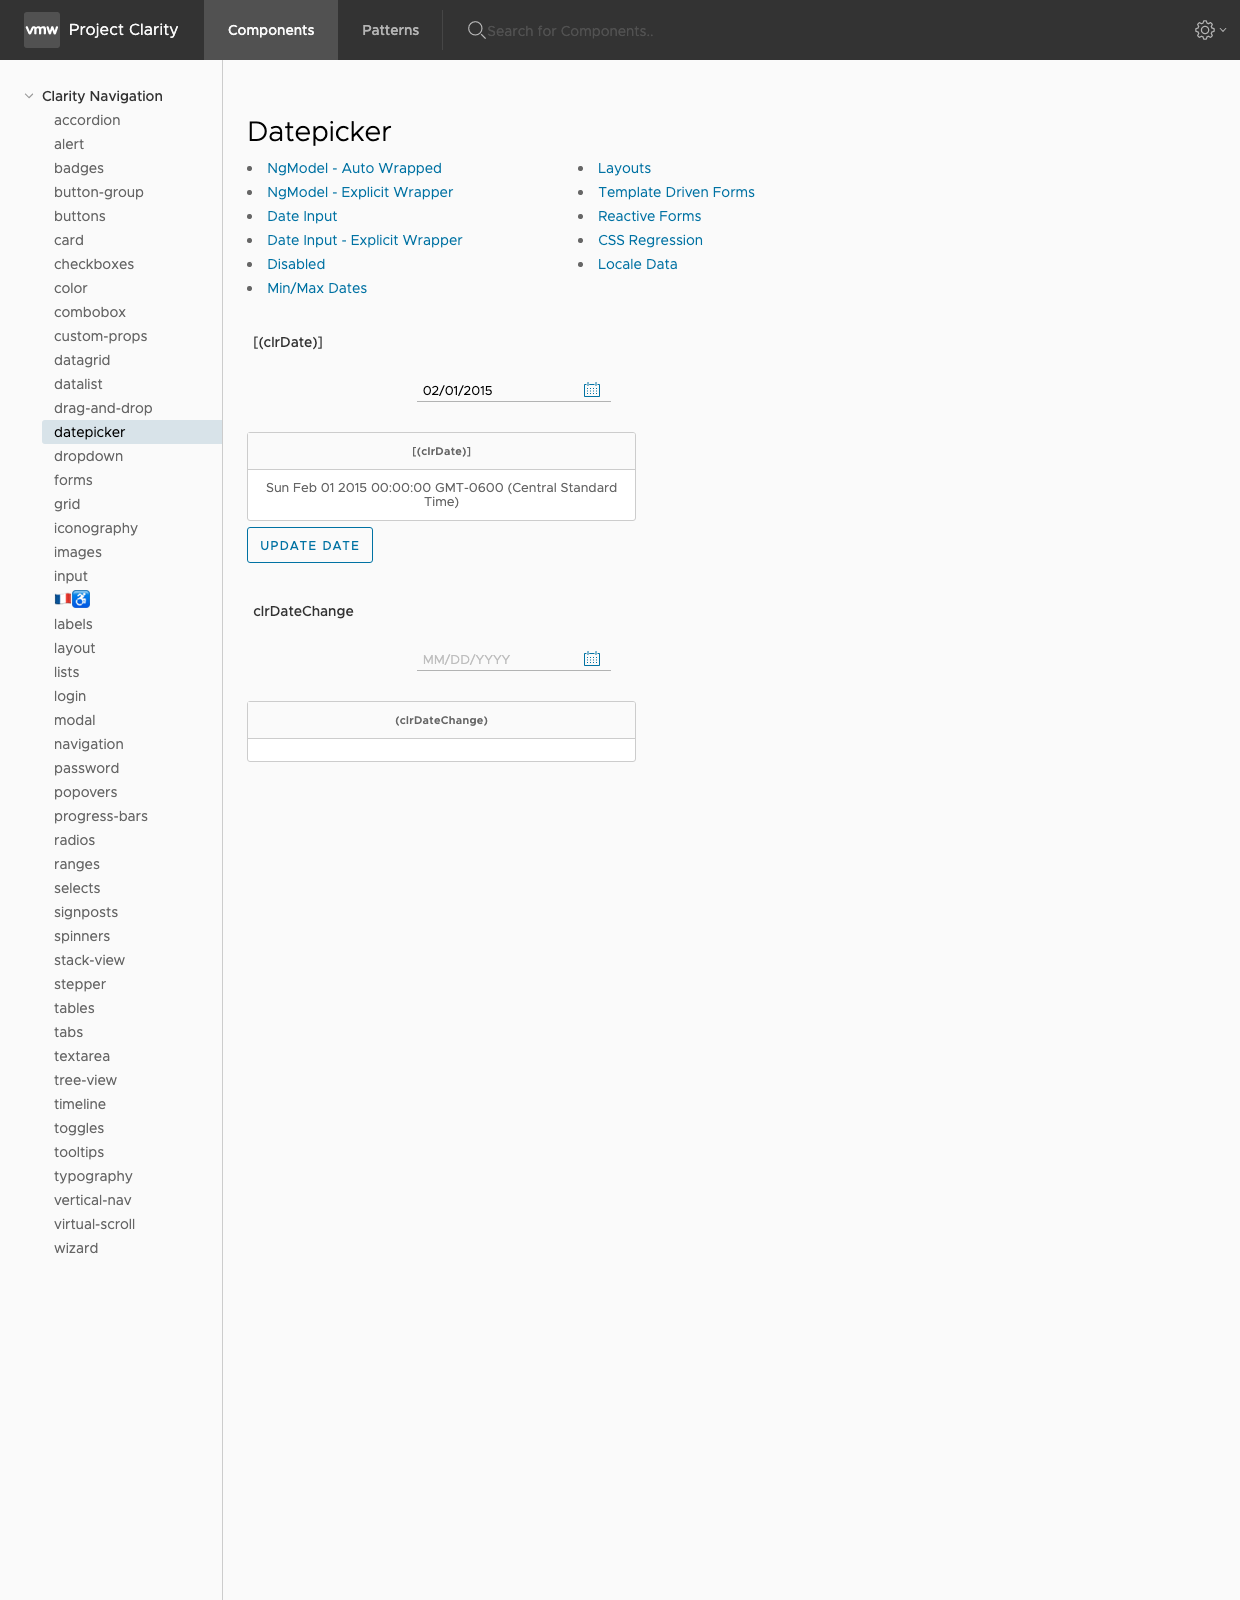 vmw Project Clarity Components Patterns Search for Components..
Clarity Navigation
accordion
alert
badges
button-group
buttons
card
checkboxes
color
combobox
custom-props
datagrid
datalist
drag-and-drop
datepicker
dropdown
forms
grid
iconography
images
input
labels
layout
lists
login
modal
navigation
password
popovers
progress-bars
radios
ranges
selects
signposts
spinners
stack-view
stepper
tables
tabs
textarea
tree-view
timeline
toggles
tooltips
typography
vertical-nav
virtual-scroll
wizard
Datepicker
NgModel - Auto Wrapped
NgModel - Explicit Wrapper
Date Input
Date Input - Explicit Wrapper
Disabled
Min/Max Dates
Layouts
Template Driven Forms
Reactive Forms
CSS Regression
Locale Data
[(clrDate)]
02/01/2015
[(clrDate)]
Sun Feb 01 2015 00:00:00 GMT-0600 (Central Standard
Time)
UPDATE DATE
clrDateChange
MM/DD/YYYY
(clrDateChange)